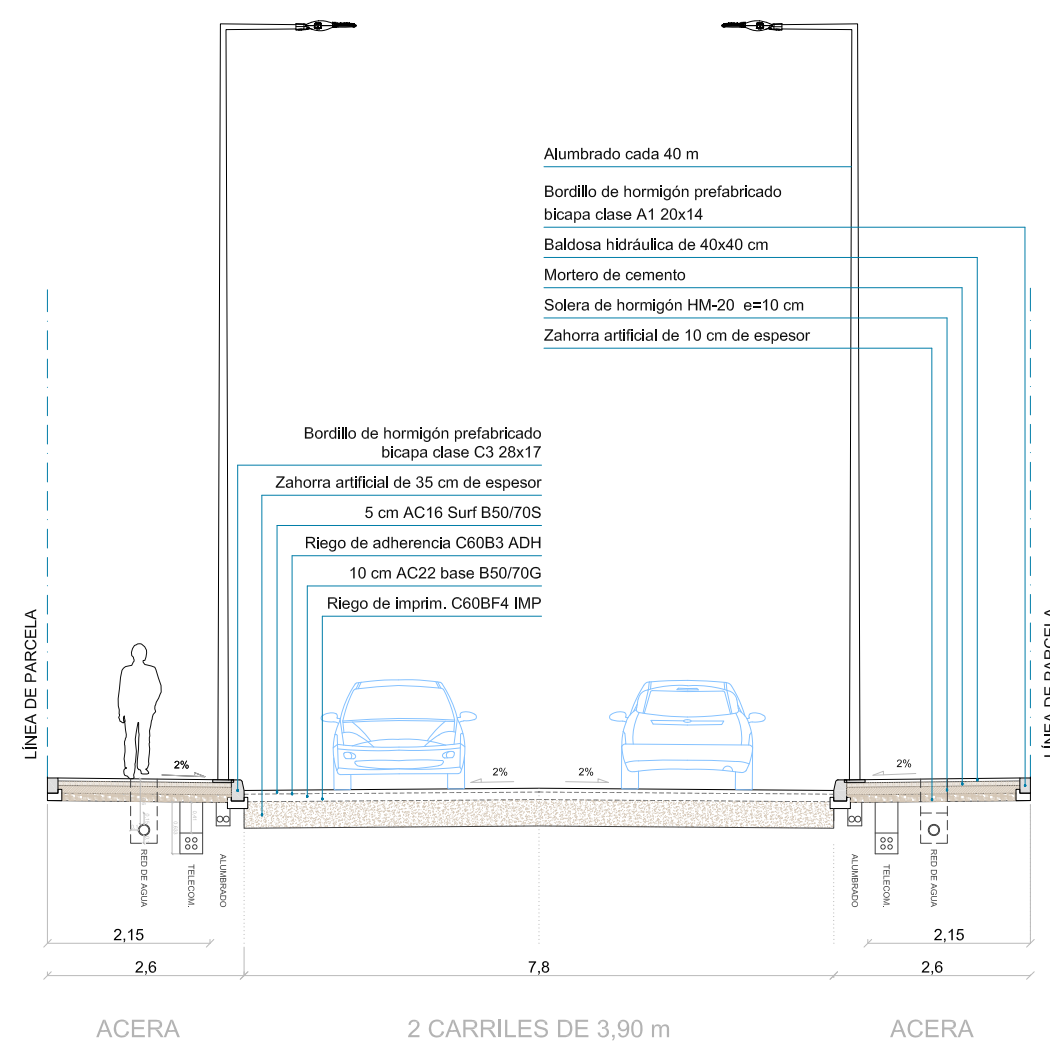 Alumbrado cada 40 m
Bordillo de hormigón prefabricado
bicapa clase A1 20x14
Baldosa hidráulica de 40x40 cm
Mortero de cemento
Solera de hormigón HM-20 e=10 cm
Zahorra artificial de 10 cm de espesor
Bordillo de hormigón prefabricado
bicapa clase C3 28x17
Zahorra artificial de 35 cm de espesor
5 cm AC16 Surf B50/70S
Riego de adherencia C60B3 ADH
10 cm AC22 base B50/70G
Riego de imprim. C60BF4 IMP
LÍNEA DE PARCELA
LÍNEA DE PARCELA
2%
2%
2%
2%
RED DE AGUA
TELECOM.
ALUMBRADO
ALUMBRADO
TELECOM.
RED DE AGUA
2,15
2,15
2,6
7,8
2,6
ACERA
2 CARRILES DE 3,90 m
ACERA